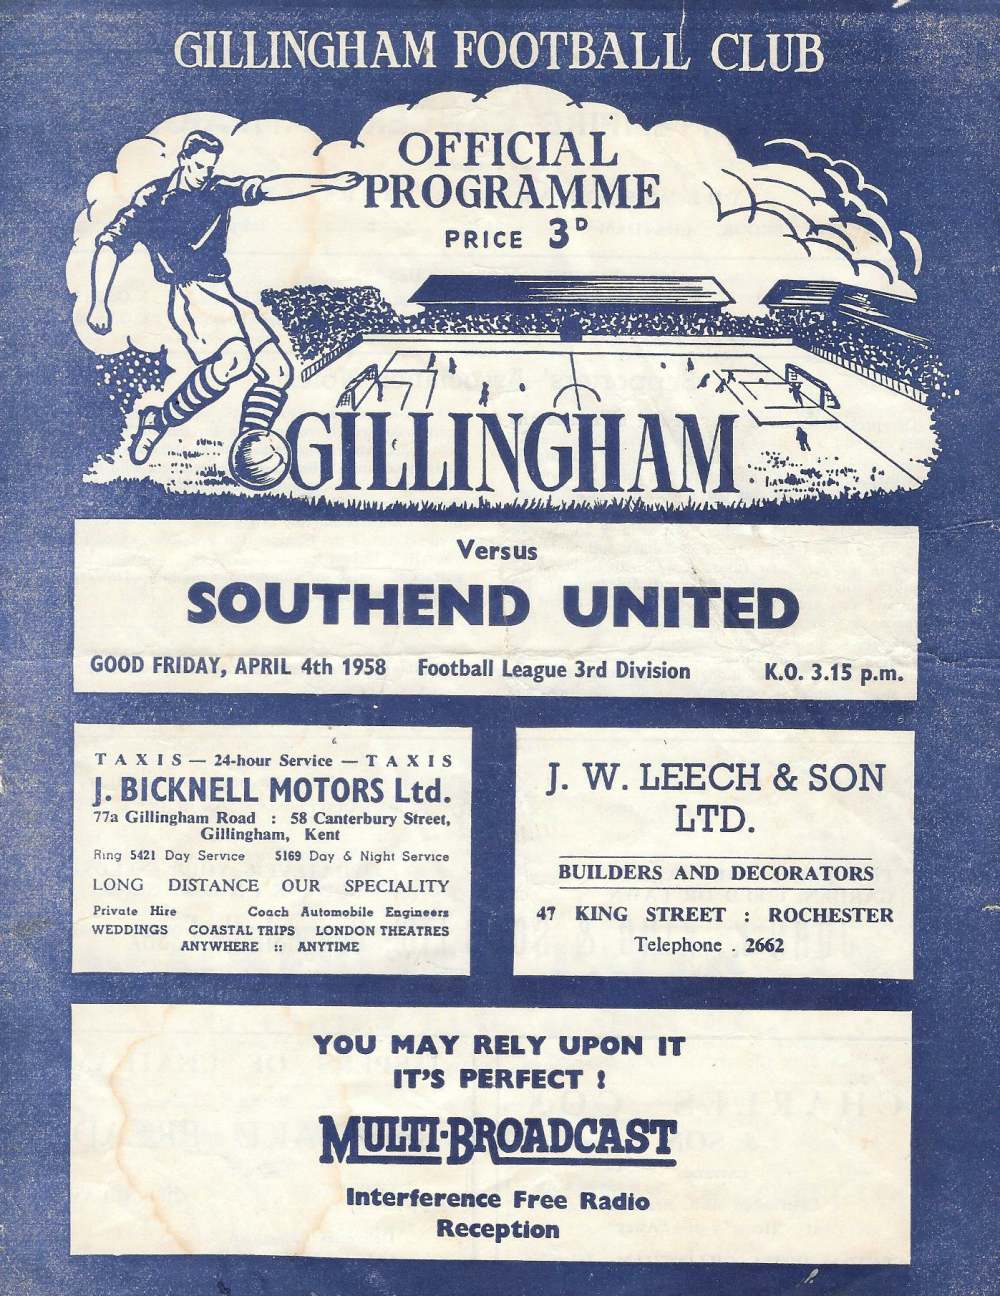 GILLINGHAM FOOTBALL CLUB
OFFICIAL
PROGRAMME
PRICE 3D
GILLINGHAM
Versus
SOUTHEND UNITED
GOOD FRIDAY, APRIL 4th 1958 Football League 3rd Division K.O. 3.15 p.m.
TAXIS — 24-hour Service — TAXIS
J. BICKNELL MOTORS Ltd.
77a Gillingham Road : 58 Canterbury Street,
Gillingham, Kent
Ring 5421 Day Service 5169 Day & Night Service
LONG DISTANCE OUR SPECIALITY
Private Hire Coach Automobile Engineers
WEDDINGS COASTAL TRIPS LONDON THEATRES
ANYWHERE :: ANYTIME
J. W. LEECH & SON
LTD.
BUILDERS AND DECORATORS
47 KING STREET : ROCHESTER
Telephone . 2662
YOU MAY RELY UPON IT
IT'S PERFECT !
MULTI-BROADCAST
Interference Free Radio
Reception